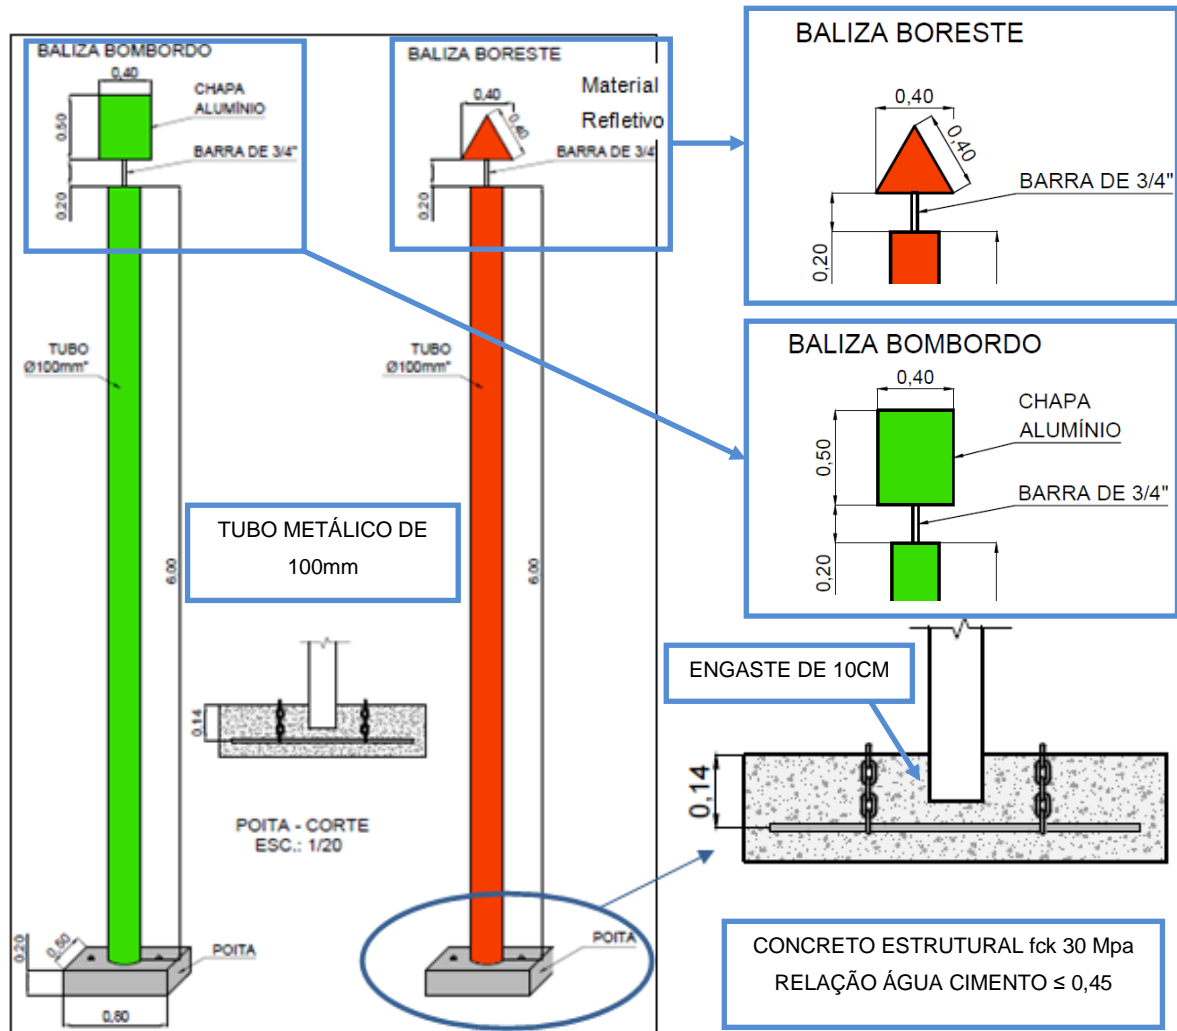 BALIZA BOMBORDO
0,40
CHAPA
ALUMÍNIO
0,50
BARRA DE 3/4"
0,20
TUBO
Ø100mm"
6,00
0,20
0,50
0,80
POITA
BALIZA BORESTE
Material
Refletivo
0,40
0,40
BARRA DE 3/4"
0,20
TUBO
Ø100mm"
6,00
POITA
TUBO METÁLICO DE
100mm
0,14
POITA - CORTE
ESC.: 1/20
BALIZA BORESTE
0,40
0,40
BARRA DE 3/4"
0,20
BALIZA BOMBORDO
0,40
CHAPA
ALUMÍNIO
0,50
BARRA DE 3/4"
0,20
ENGASTE DE 10CM
0,14
CONCRETO ESTRUTURAL fck 30 Mpa
RELAÇÃO ÁGUA CIMENTO ≤ 0,45